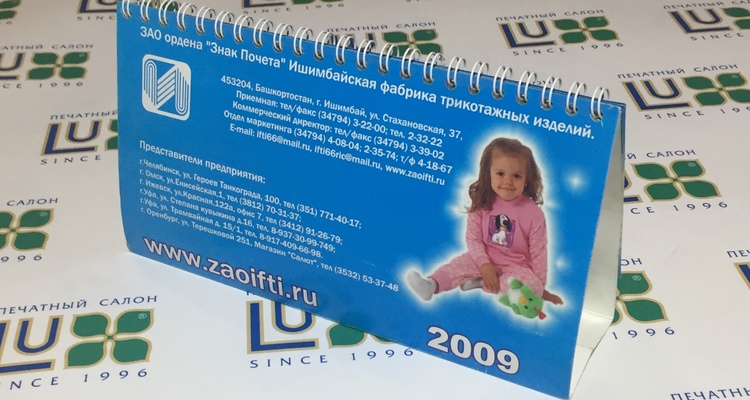 ЗАО ордена "Знак Почета" Ишимбайская фабрика трикотажных изделий.
453204, Башкортостан, г. Ишимбай, ул. Стахановская, 37,
Приемная: тел/факс (34794) 3-22-00; тел. 2-32-22
Коммерческий директор: тел/факс (34794) 3-39-02
Отдел маркетинга (34794) 4-08-04; 2-35-74; т/ф 4-18-67
E-mail: ifti66@mail.ru, ifti66ric@mail.ru, www.zaoifti.ru
Представители предприятия:
г.Челябинск, ул. Героев Танкограда, 100, тел (351) 771-40-17;
г. Омск, ул.Енисейская,1, тел (3812) 70-31-37;
г. Ижевск, ул.Красная,122а, офис 7, тел (3412) 91-26-79;
г.Уфа, ул. Степана кувыкина д.18, тел. 8-937-30-99-749;
г.Уфа, ул. Трамвайная д. 15/1, тел. 8-917-409-66-98.
г. Оренбург, ул. Терешковой 251. Магазин "Салют", тел (3532) 53-37-48
www.zaoifti.ru
2009
ПЕЧАТНЫЙ САЛОН
LUX
SINCE 1996